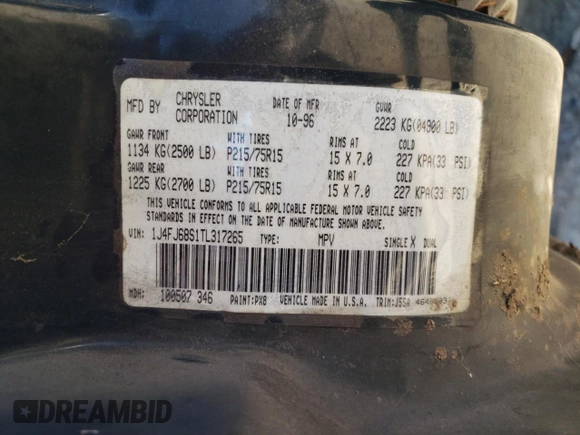 MFD BY CHRYSLER CORPORATION DATE OF MFR 10-96 GVWR 2223 KG(04900 LB)
GAWR FRONT WITH TIRES RIMS AT COLD
1134 KG(2500 LB) P215/75R15 15 X 7.0 227 KPA(33 PSI)
GAWR REAR WITH TIRES RIMS AT COLD
1225 KG(2700 LB) P215/75R15 15 X 7.0 227 KPA(33 PSI)
THIS VEHICLE CONFORMS TO ALL APPLICABLE FEDERAL MOTOR VEHICLE SAFETY
STANDARDS IN EFFECT ON THE DATE OF MANUFACTURE SHOWN ABOVE.
VIN: 1J4FJ68S1TL317265 TYPE: MPV SINGLE X DUAL
MDH: 100507 346 PAINT: PX8 VEHICLE MADE IN U.S.A. TRIM: J5SA
DREAMBID